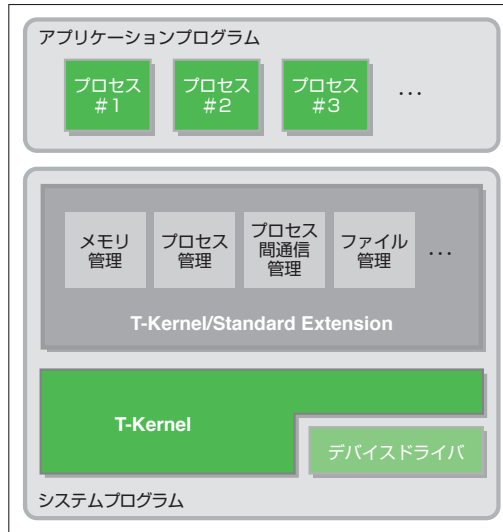 アプリケーションプログラム
プロセス
#1
プロセス
#2
プロセス
#3
...
メモリ
管理
プロセス
管理
プロセス
間通信
管理
ファイル
管理
...
T-Kernel/Standard Extension
T-Kernel
デバイスドライバ
システムプログラム